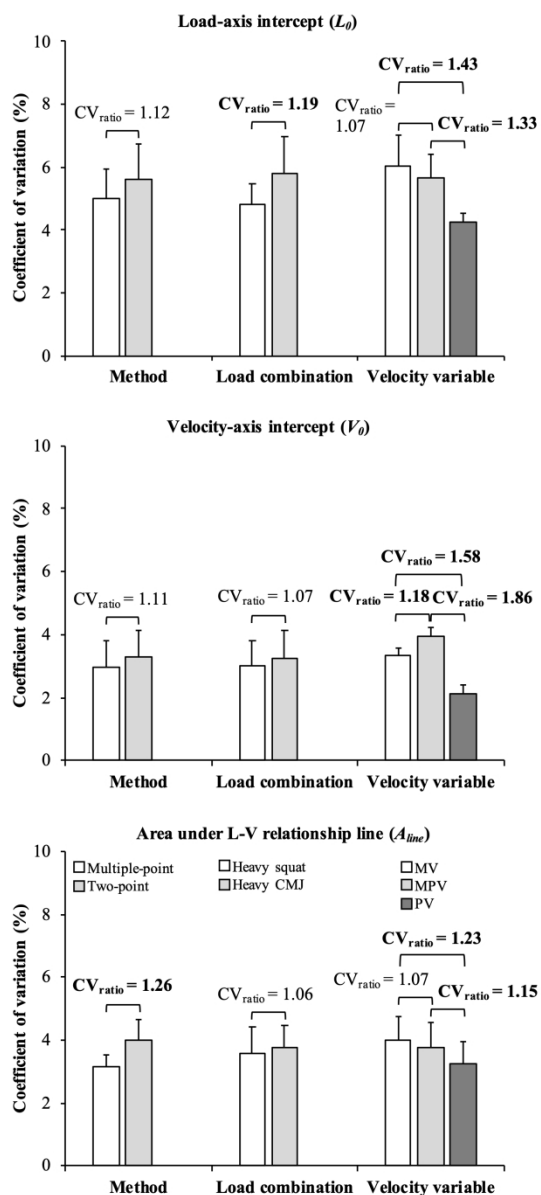 Load-axis intercept (L0)
Coefficient of variation (%)
10
8
6
4
2
0
CVratio = 1.12
CVratio = 1.19
CVratio = 1.07
CVratio = 1.43
CVratio = 1.33
Method
Load combination
Velocity variable
Velocity-axis intercept (V0)
Coefficient of variation (%)
10
8
6
4
2
0
CVratio = 1.11
CVratio = 1.07
CVratio = 1.58
CVratio = 1.18
CVratio = 1.86
Method
Load combination
Velocity variable
Area under L-V relationship line (Aline)
Coefficient of variation (%)
10
8
6
4
2
0
Multiple-point
Two-point
Heavy squat
Heavy CMJ
MV
MPV
PV
CVratio = 1.26
CVratio = 1.06
CVratio = 1.23
CVratio = 1.07
CVratio = 1.15
Method
Load combination
Velocity variable